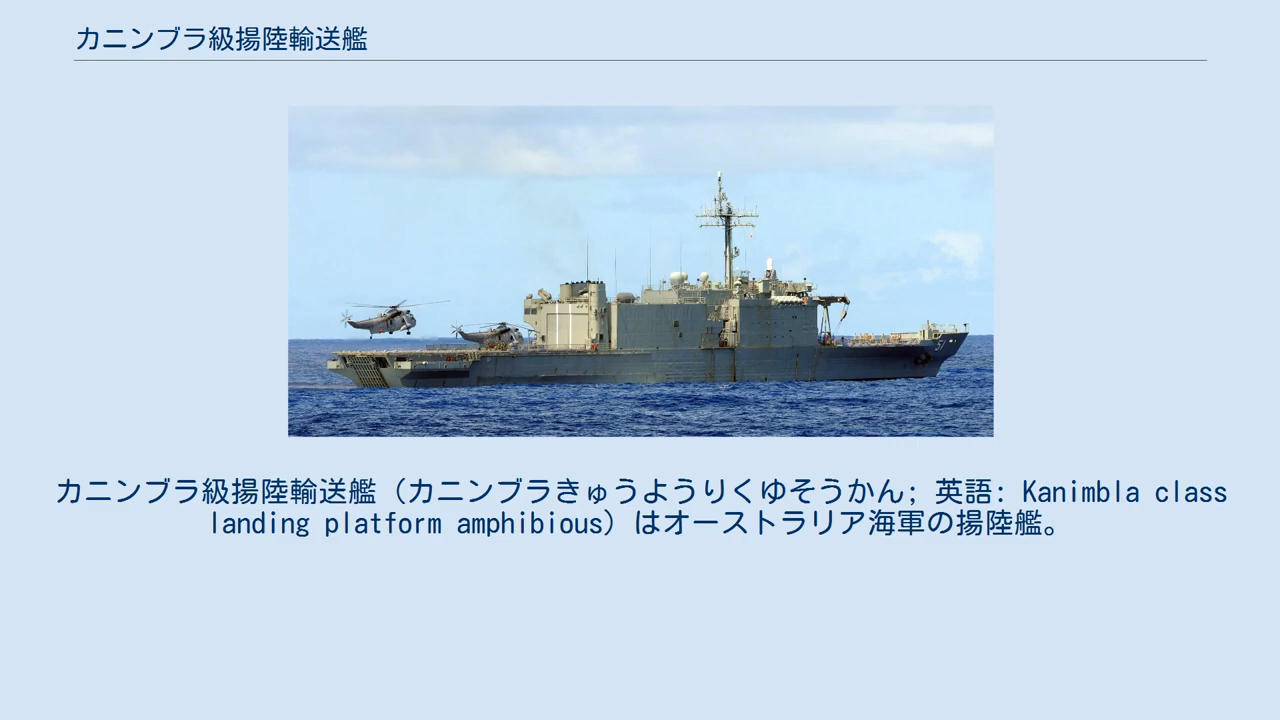 カニンブラ級揚陸輸送艦
51
カニンブラ級揚陸輸送艦（カニンブラきゅうようりくゆそうかん; 英語: Kanimbla class
landing platform amphibious）はオーストラリア海軍の揚陸艦。